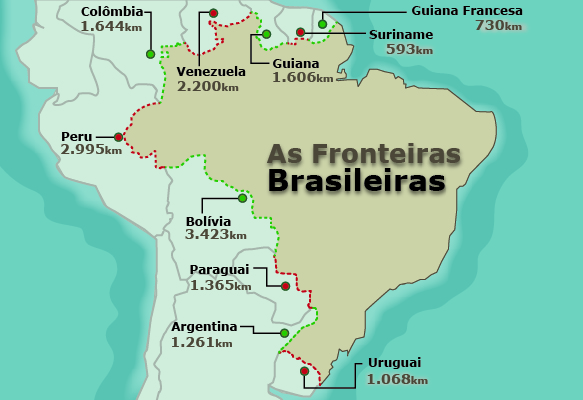 Colômbia
1.644km
Guiana Francesa
730km
Suriname
593km
Venezuela
2.200km
Guiana
1.606km
Peru
2.995km
As Fronteiras
Brasileiras
Bolívia
3.423km
Paraguai
1.365km
Argentina
1.261km
Uruguai
1.068km